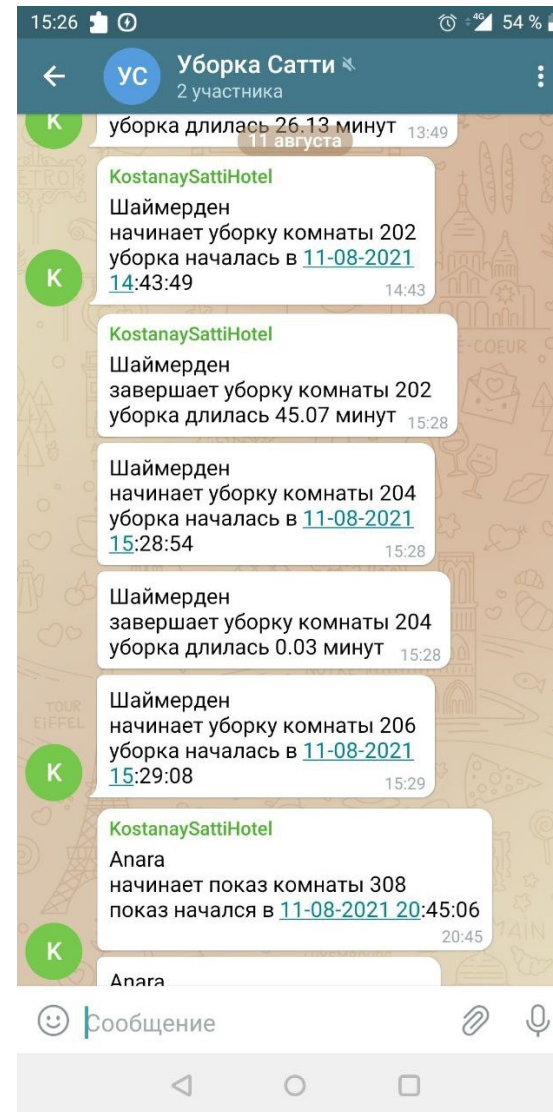 15:26
4G
54 %
УС
Уборка Сатти
2 участника
K
уборка длилась 26.13 минут 13:49
11 августа
KostanaySattiHotel
Шаймерден
начинает уборку комнаты 202
уборка началась в 11-08-2021
14:43:49
14:43
K
KostanaySattiHotel
Шаймерден
завершает уборку комнаты 202
уборка длилась 45.07 минут 15:28
Шаймерден
начинает уборку комнаты 204
уборка началась в 11-08-2021
15:28:54
15:28
Шаймерден
завершает уборку комнаты 204
уборка длилась 0.03 минут 15:28
Шаймерден
начинает уборку комнаты 206
уборка началась в 11-08-2021
15:29:08
15:29
K
KostanaySattiHotel
Anara
начинает показ комнаты 308
показ начался в 11-08-2021 20:45:06
20:45
K
Anara
Сообщение